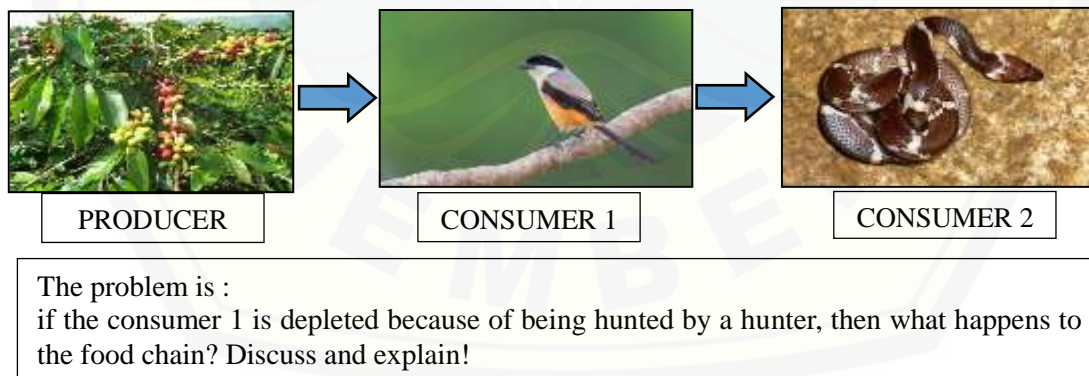 PRODUCER
CONSUMER 1
CONSUMER 2
The problem is :
if the consumer 1 is depleted because of being hunted by a hunter, then what happens to
the food chain? Discuss and explain!